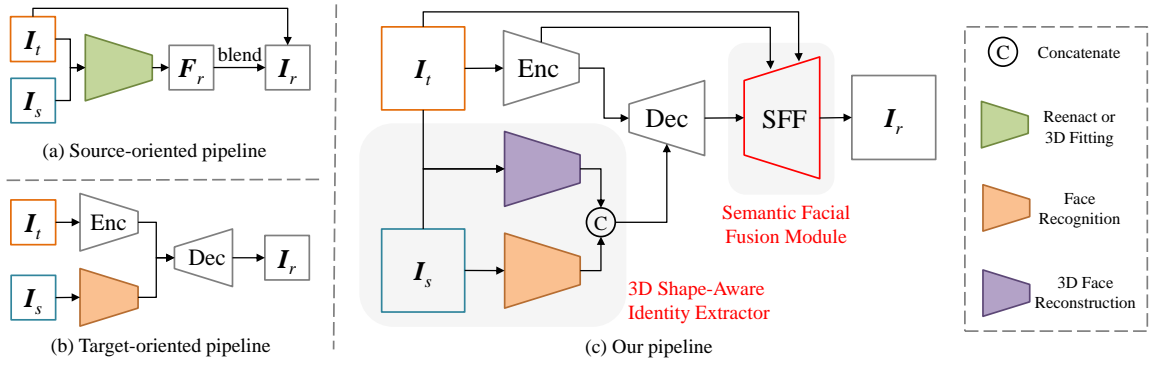 I_t
I_s
F_r
blend
I_r
(a) Source-oriented pipeline
I_t
Enc
I_s
Dec
I_r
(b) Target-oriented pipeline
I_t
Enc
Dec
SFF
I_r
I_s
C
Semantic Facial
Fusion Module
3D Shape-Aware
Identity Extractor
(c) Our pipeline
C
Concatenate
Reenact or
3D Fitting
Face
Recognition
3D Face
Reconstruction